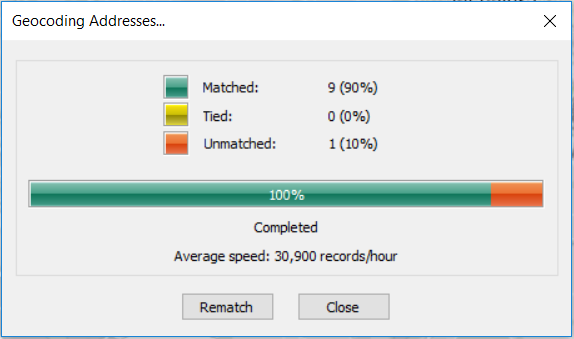 Geocoding Addresses...
Matched: 9 (90%)
Tied: 0 (0%)
Unmatched: 1 (10%)
100%
Completed
Average speed: 30,900 records/hour
Rematch Close